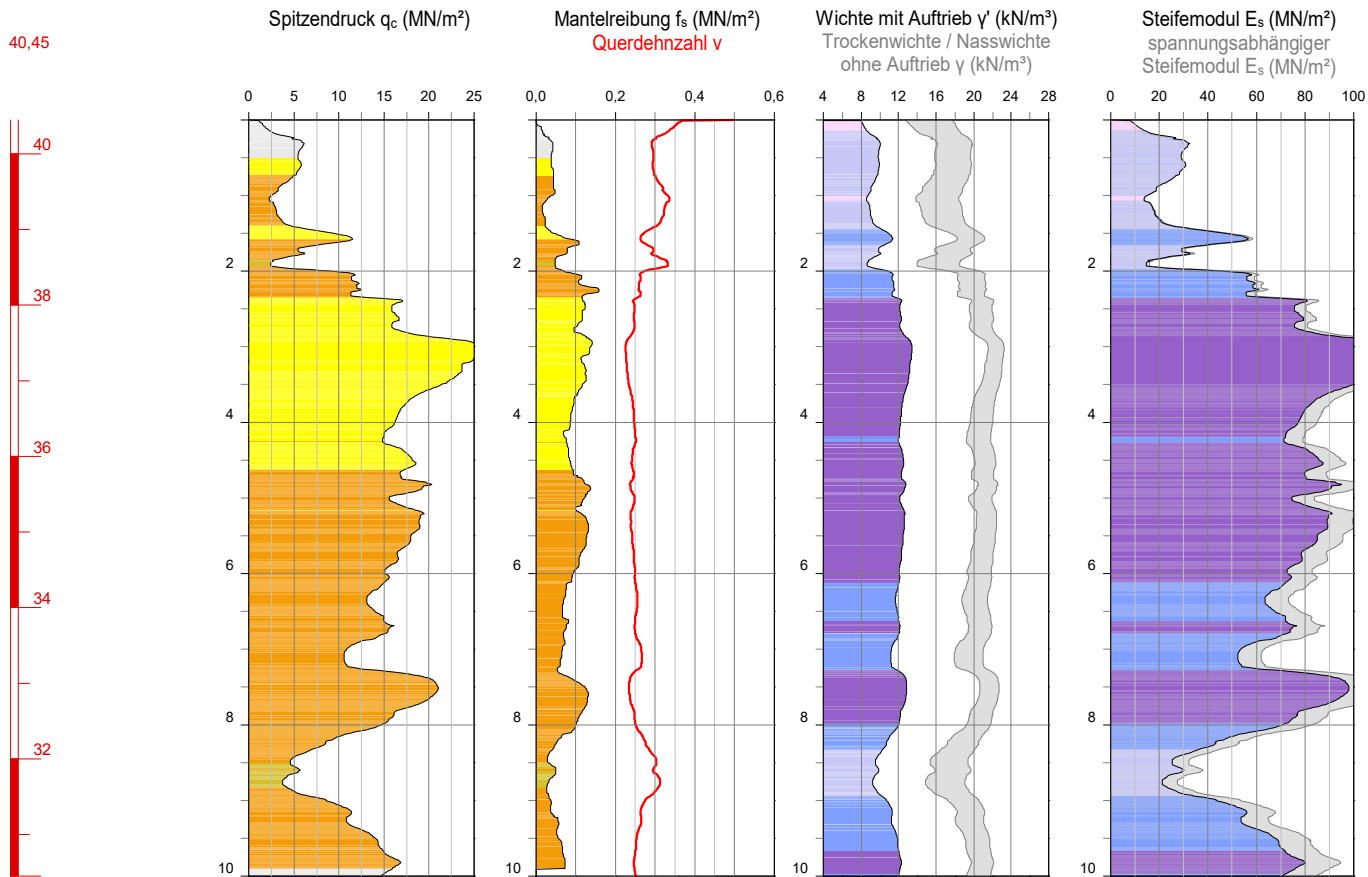 Spitzendruck qc (MN/m²)
Mantelreibung fs (MN/m²)
Querdehnzahl ν
Wichte mit Auftrieb γ' (kN/m³)
Trockenwichte / Nasswichte
ohne Auftrieb γ (kN/m³)
Steifemodul Es (MN/m²)
spannungsabhängiger
Steifemodul Es (MN/m²)
40,45
0 5 10 15 20 25
0,0 0,2 0,4 0,6
4 8 12 16 20 24 28
0 20 40 60 80 100
40
2 2 2 2
38
4 4 4 4
36
6 6 6 6
34
8 8 8 8
32
10 10 10 10